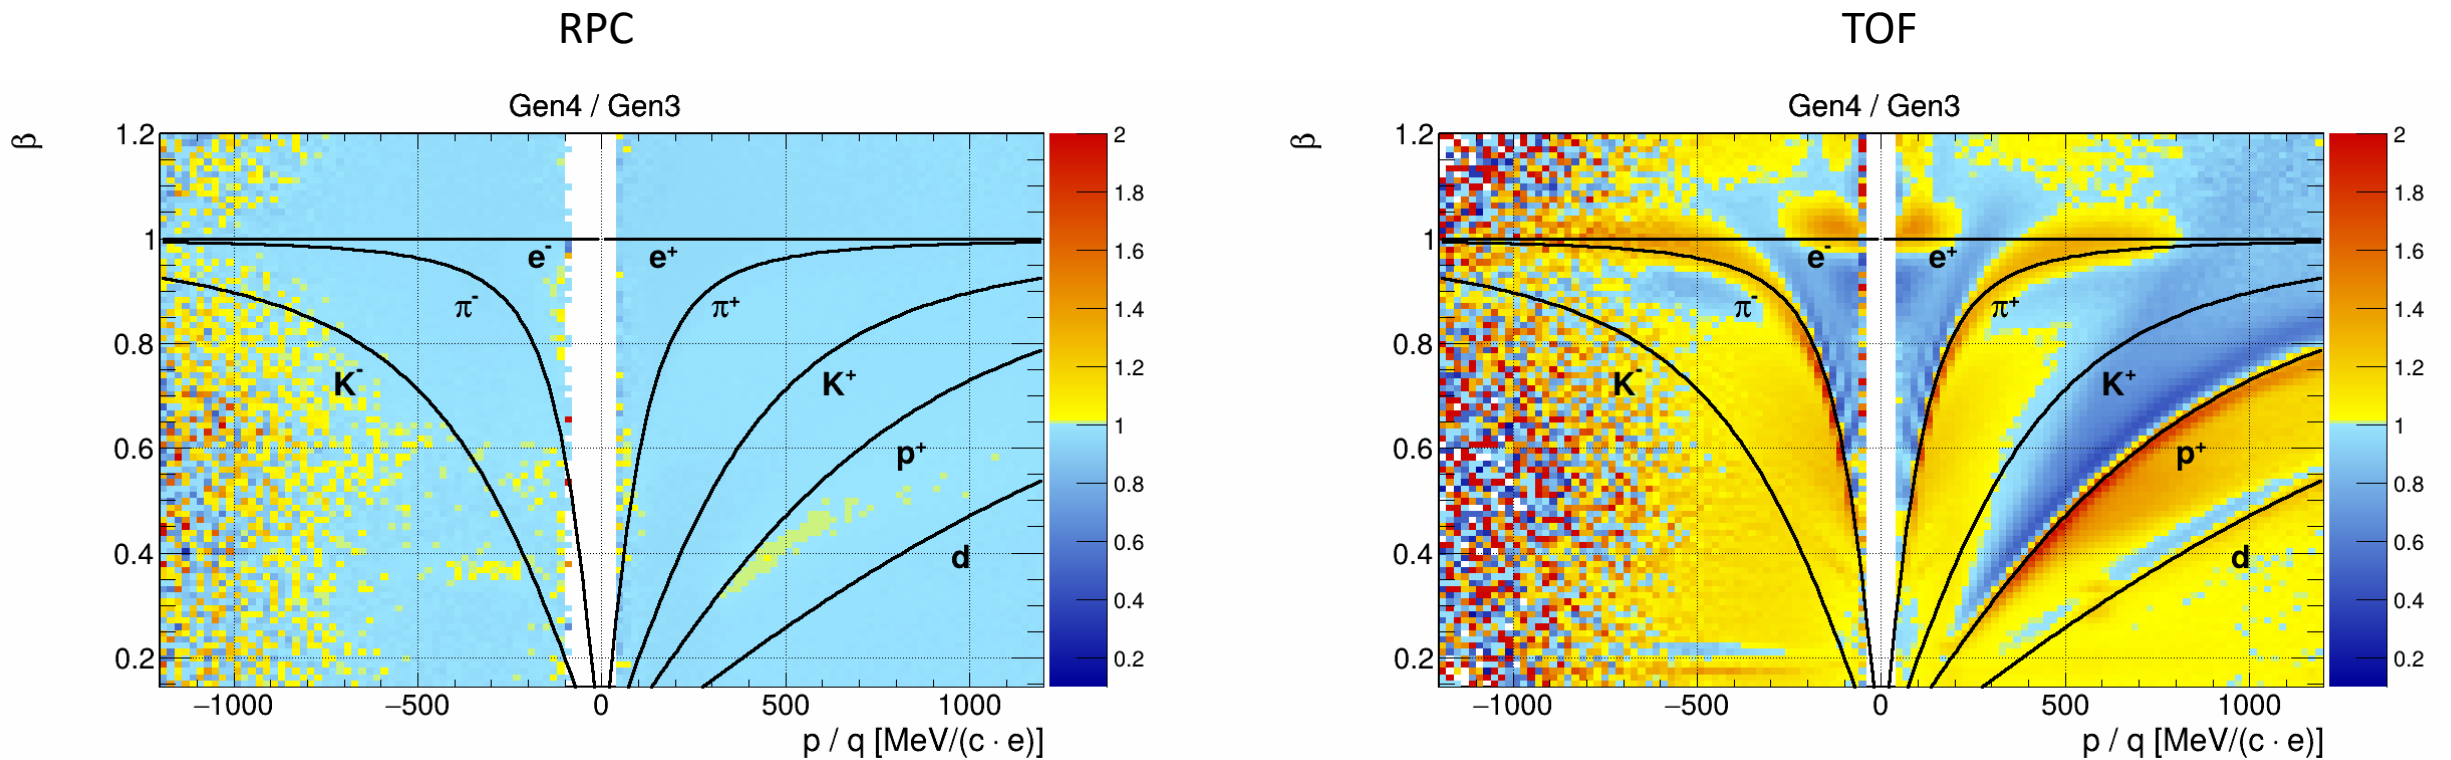 RPC
Gen4 / Gen3
β
1.2
1
0.8
0.6
0.4
0.2
e⁻
e⁺
π⁻
π⁺
K⁻
K⁺
p⁺
d
−1000
−500
0
500
1000
p / q [MeV/(c · e)]
2
1.8
1.6
1.4
1.2
1
0.8
0.6
0.4
0.2
TOF
Gen4 / Gen3
β
1.2
1
0.8
0.6
0.4
0.2
e⁻
e⁺
π⁻
π⁺
K⁻
K⁺
p⁺
d
−1000
−500
0
500
1000
p / q [MeV/(c · e)]
2
1.8
1.6
1.4
1.2
1
0.8
0.6
0.4
0.2